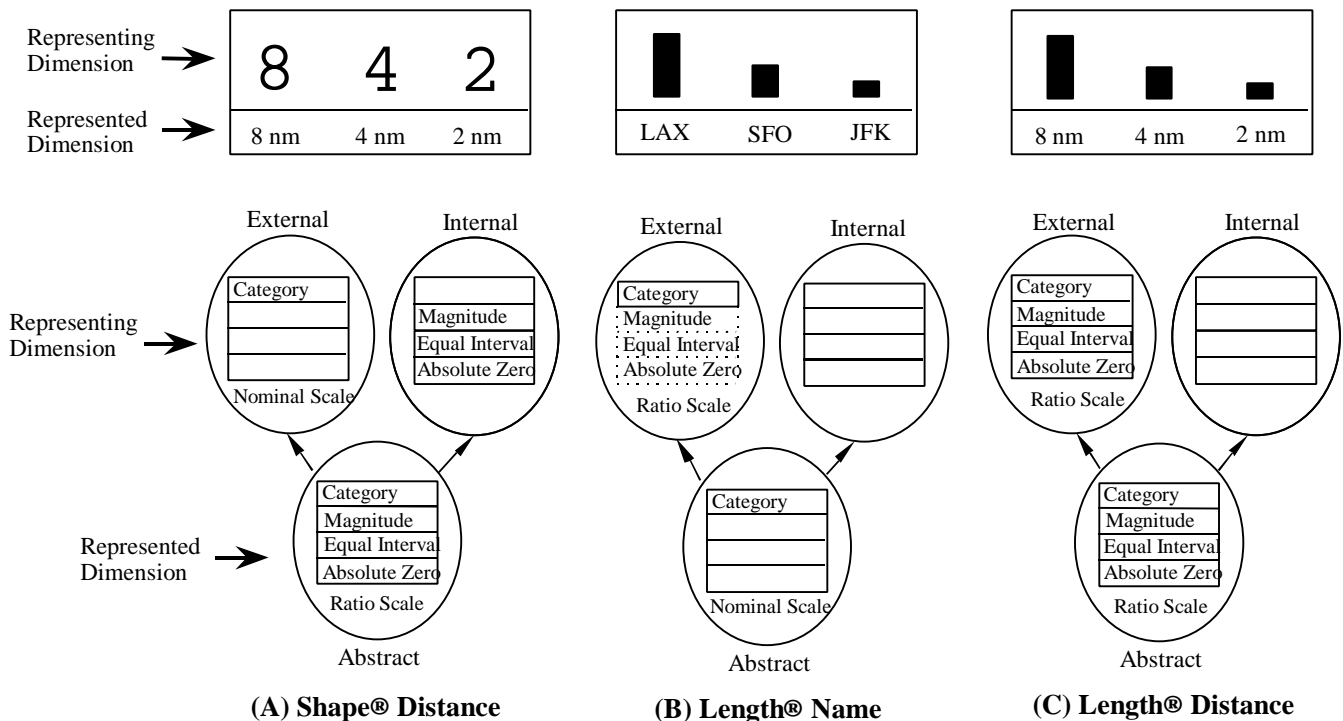 Representing
Dimension
8 4 2
Represented
Dimension
8 nm 4 nm 2 nm
LAX SFO JFK
8 nm 4 nm 2 nm
External Internal
External Internal
External Internal
Representing
Dimension
Category
Nominal Scale
Magnitude
Equal Interval
Absolute Zero
Category
Magnitude
Equal Interval
Absolute Zero
Ratio Scale
Category
Magnitude
Equal Interval
Absolute Zero
Ratio Scale
Represented
Dimension
Category
Magnitude
Equal Interval
Absolute Zero
Ratio Scale
Abstract
Category
Nominal Scale
Abstract
Category
Magnitude
Equal Interval
Absolute Zero
Ratio Scale
Abstract
(A) Shape® Distance
(B) Length® Name
(C) Length® Distance